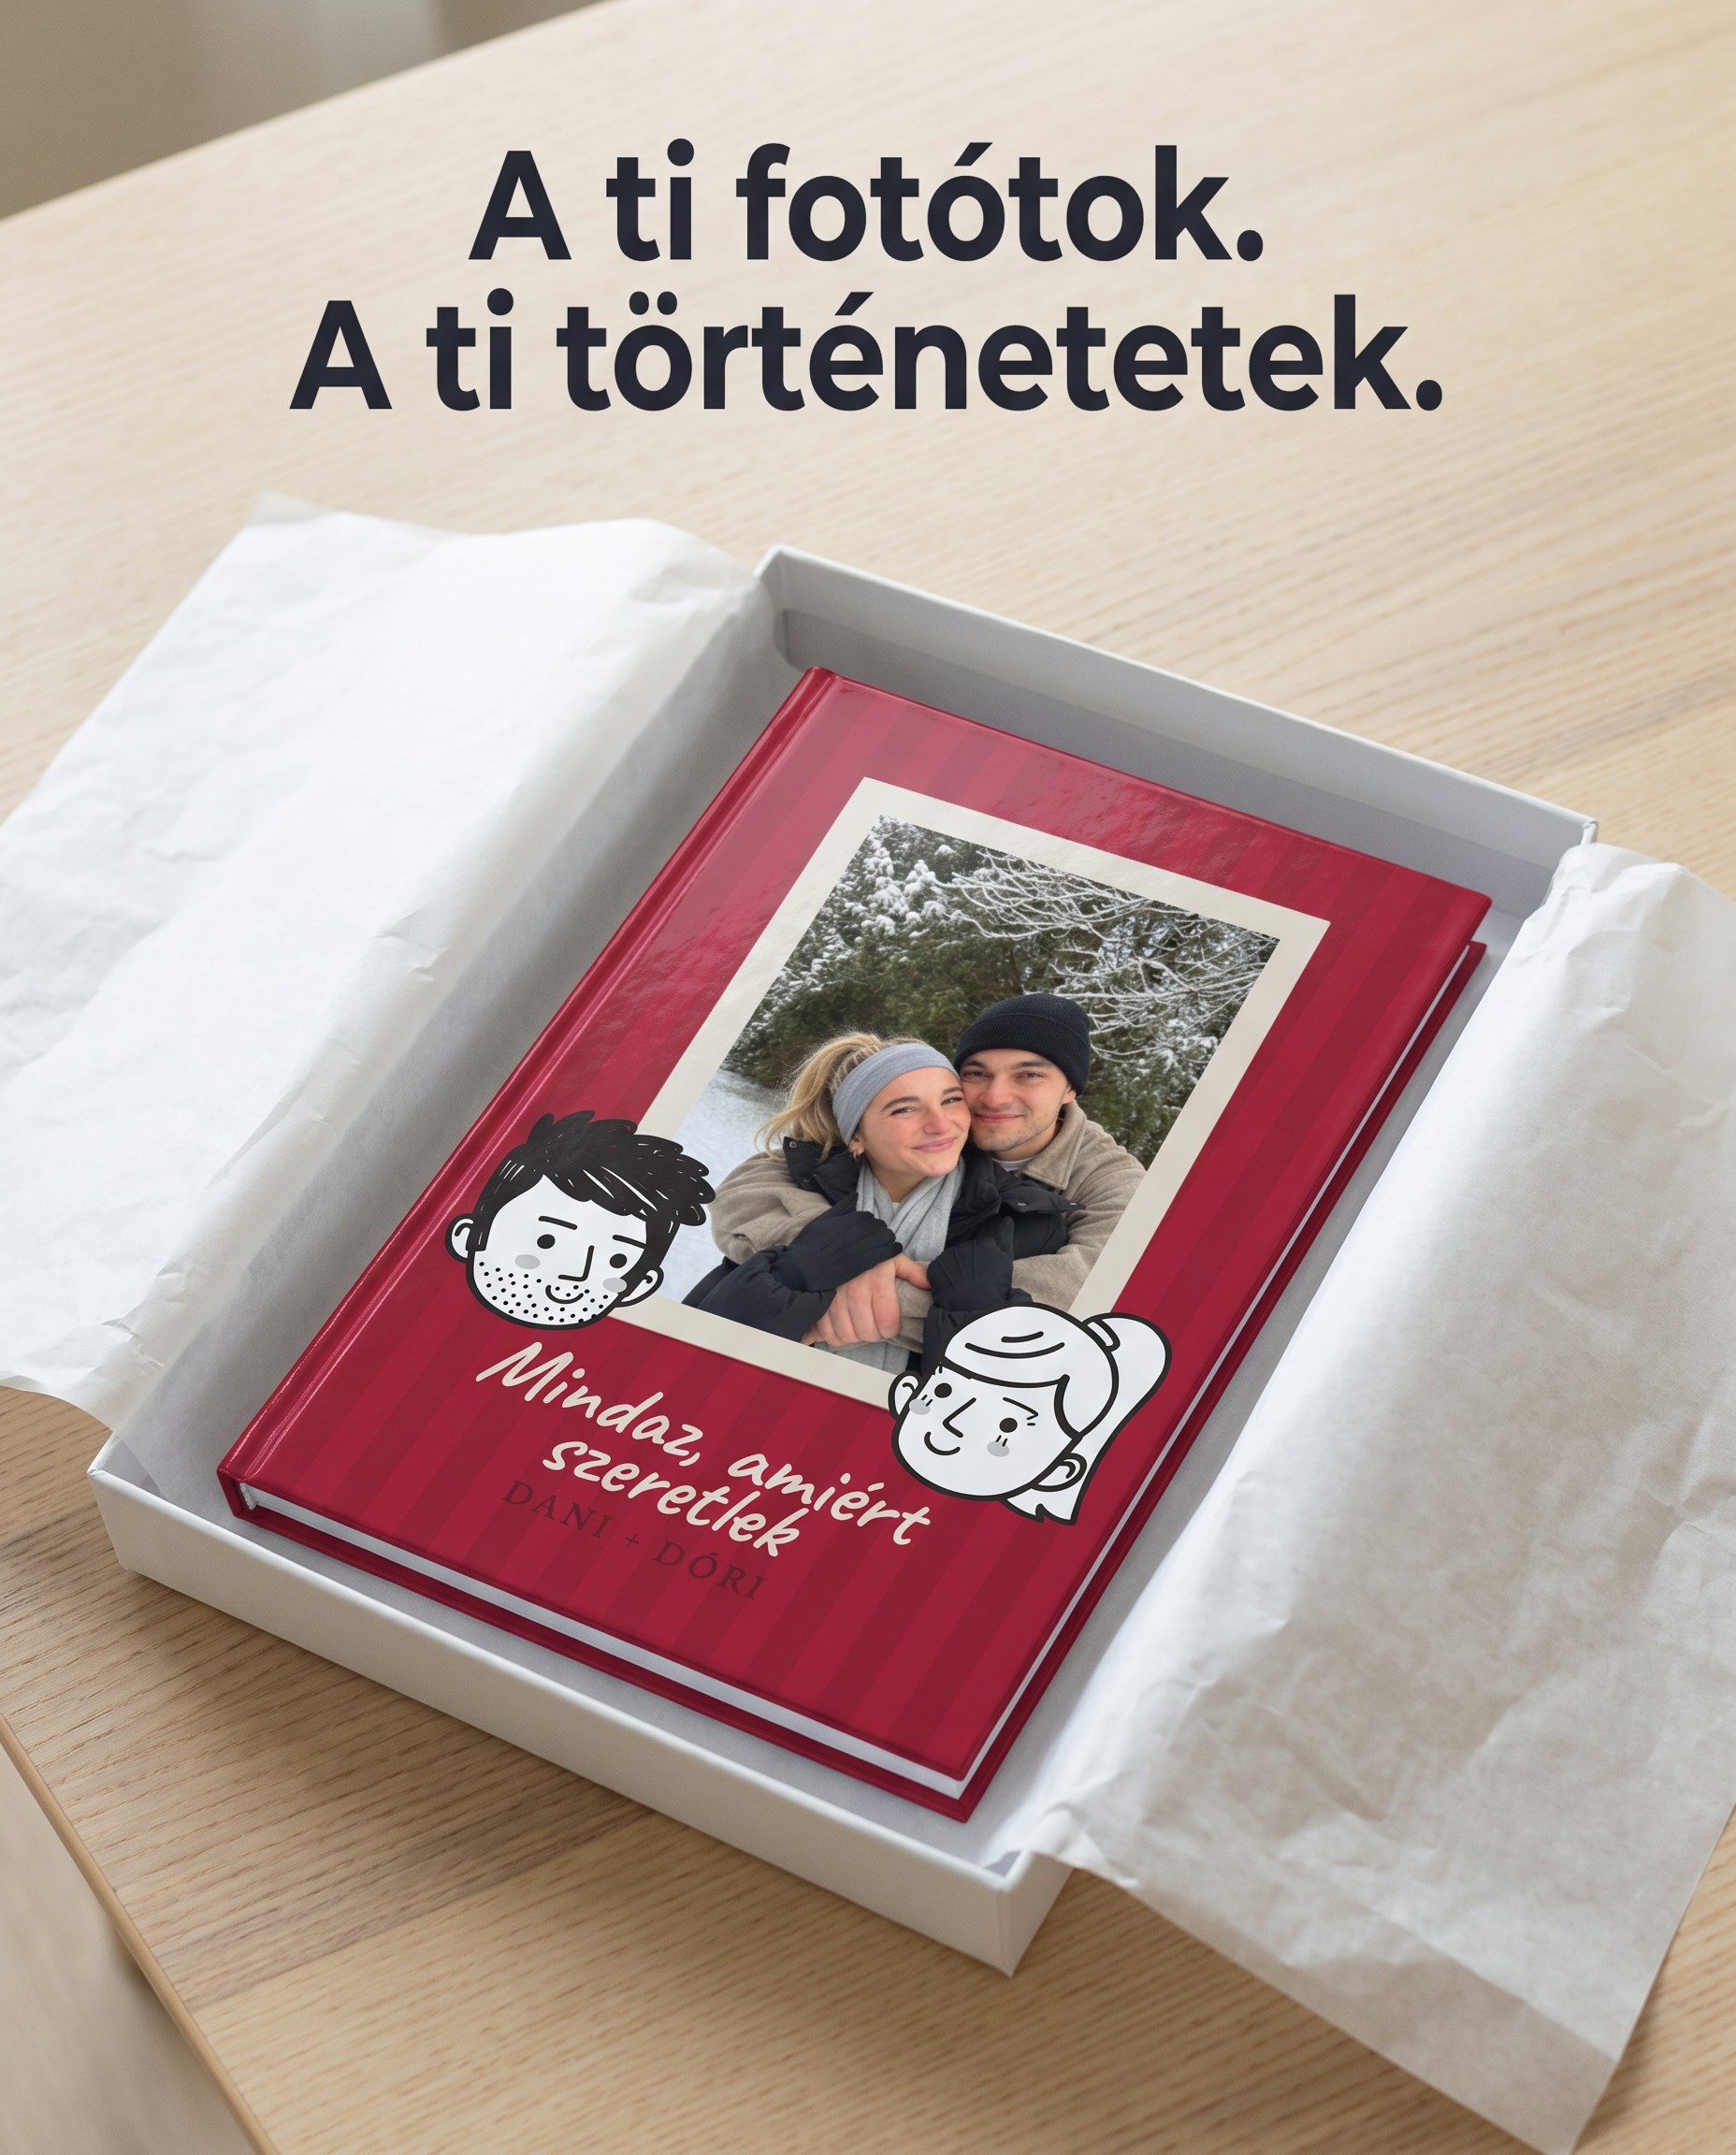 A ti fotótok.
A ti történetetek.
Mindaz, amiért
szeretlek
DANI + DÓRI